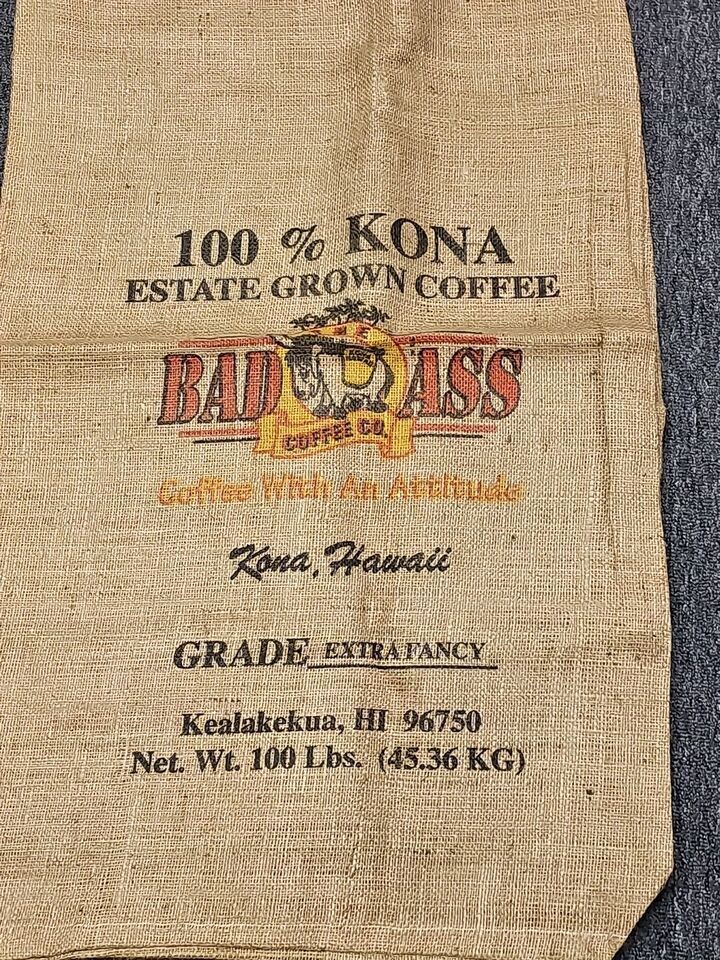 100 % KONA
ESTATE GROWN COFFEE
BAD ASS
COFFEE CO.
Coffee With An Attitude
Kona, Hawaii
GRADE EXTRA FANCY
Kealakekua, HI 96750
Net. Wt. 100 Lbs. (45.36 KG)